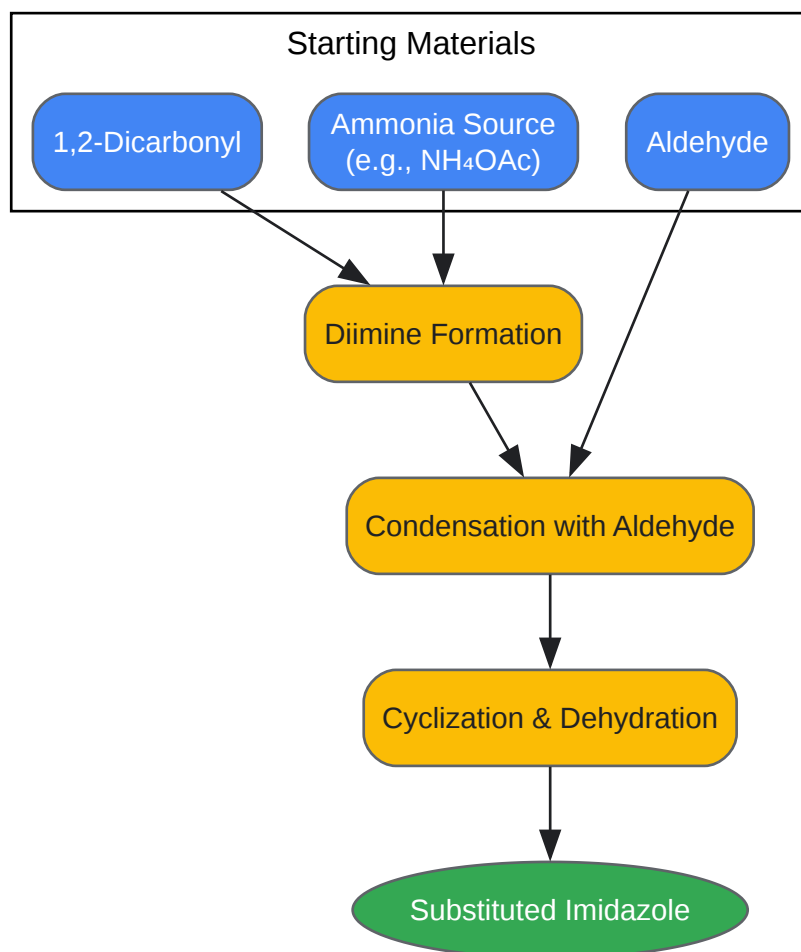 Starting Materials
1,2-Dicarbonyl
Ammonia Source
(e.g., NH₄OAc)
Aldehyde
Diimine Formation
Condensation with Aldehyde
Cyclization & Dehydration
Substituted Imidazole